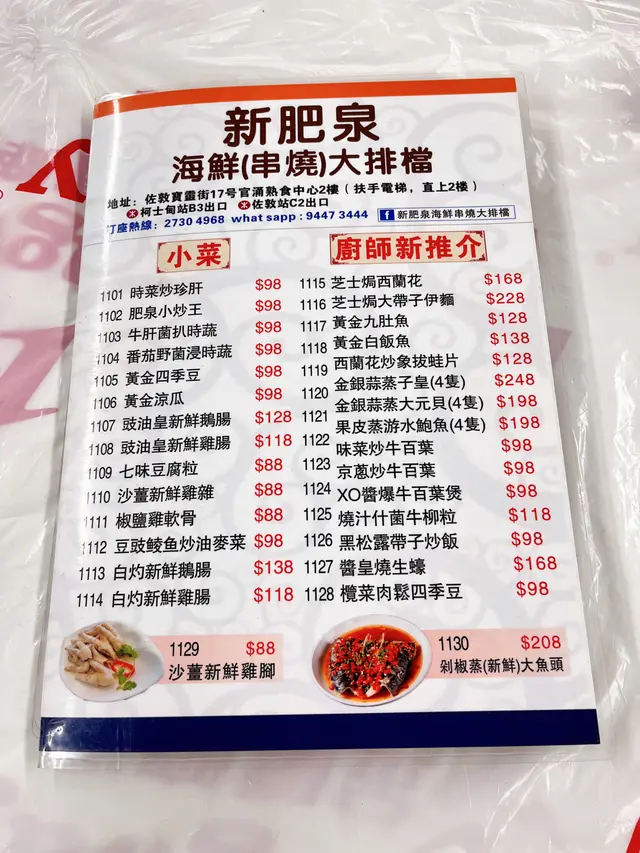 新肥泉
海鮮(串燒)大排檔
地址: 佐敦寶靈街17号官涌熟食中心2樓 ( 扶手電梯，直上2樓 )
柯士甸站B3出口 佐敦站C2出口
訂座熱線: 2730 4968 what sapp : 9447 3444 f 新肥泉海鮮串燒大排檔
小菜
1101 時菜炒珍肝 $98
1102 肥泉小炒王 $98
1103 牛肝菌扒時蔬 $98
1104 番茄野菌浸時蔬 $98
1105 黃金四季豆 $98
1106 黃金涼瓜 $98
1107 豉油皇新鮮鵝腸 $128
1108 豉油皇新鮮雞腸 $118
1109 七味豆腐粒 $88
1110 沙薑新鮮雞雜 $88
1111 椒鹽雞軟骨 $88
1112 豆豉鲮鱼炒油麥菜 $98
1113 白灼新鮮鵝腸 $138
1114 白灼新鮮雞腸 $118
廚師新推介
1115 芝士焗西蘭花 $168
1116 芝士焗大帶子伊麵 $228
1117 黃金九肚魚 $128
1118 黃金白飯魚 $138
1119 西蘭花炒象拔蚌片 $128
1120 金銀蒜蒸子皇(4隻) $248
1121 金銀蒜蒸大元貝(4隻) $198
果皮蒸游水鮑魚(4隻) $198
1122 味菜炒牛百葉 $98
1123 京蔥炒牛百葉 $98
1124 XO醬爆牛百葉煲 $98
1125 燒汁什菌牛柳粒 $118
1126 黑松露帶子炒飯 $98
1127 醬皇燒生蠔 $168
1128 欖菜肉鬆四季豆 $98
1129 $88
沙薑新鮮雞腳
1130 $208
剁椒蒸(新鮮)大魚頭